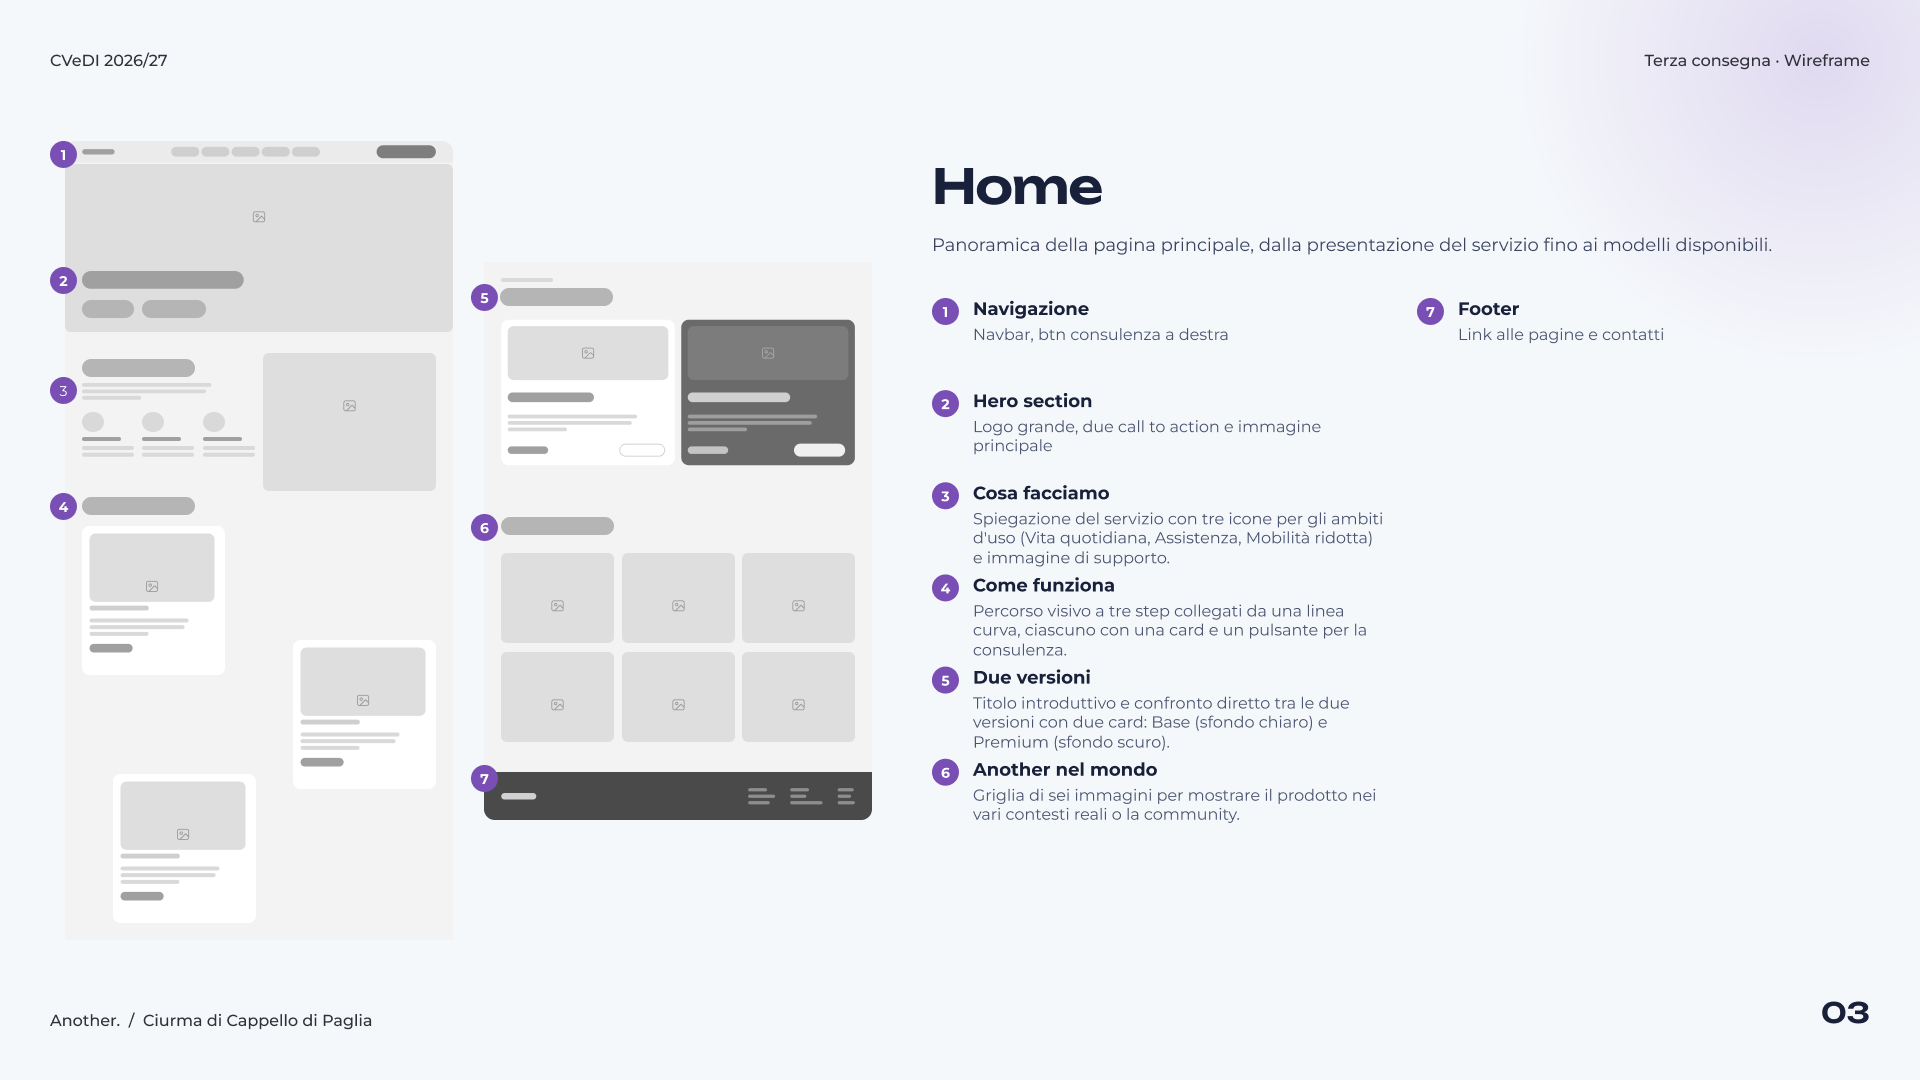 CVeDI 2026/27
Terza consegna · Wireframe
1
2
3
4
5
6
7
Home
Panoramica della pagina principale, dalla presentazione del servizio fino ai modelli disponibili.
1 Navigazione
Navbar, btn consulenza a destra
2 Hero section
Logo grande, due call to action e immagine
principale
3 Cosa facciamo
Spiegazione del servizio con tre icone per gli ambiti
d'uso (Vita quotidiana, Assistenza, Mobilità ridotta)
e immagine di supporto.
4 Come funziona
Percorso visivo a tre step collegati da una linea
curva, ciascuno con una card e un pulsante per la
consulenza.
5 Due versioni
Titolo introduttivo e confronto diretto tra le due
versioni con due card: Base (sfondo chiaro) e
Premium (sfondo scuro).
6 Another nel mondo
Griglia di sei immagini per mostrare il prodotto nei
vari contesti reali o la community.
7 Footer
Link alle pagine e contatti
Another. / Ciurma di Cappello di Paglia
03